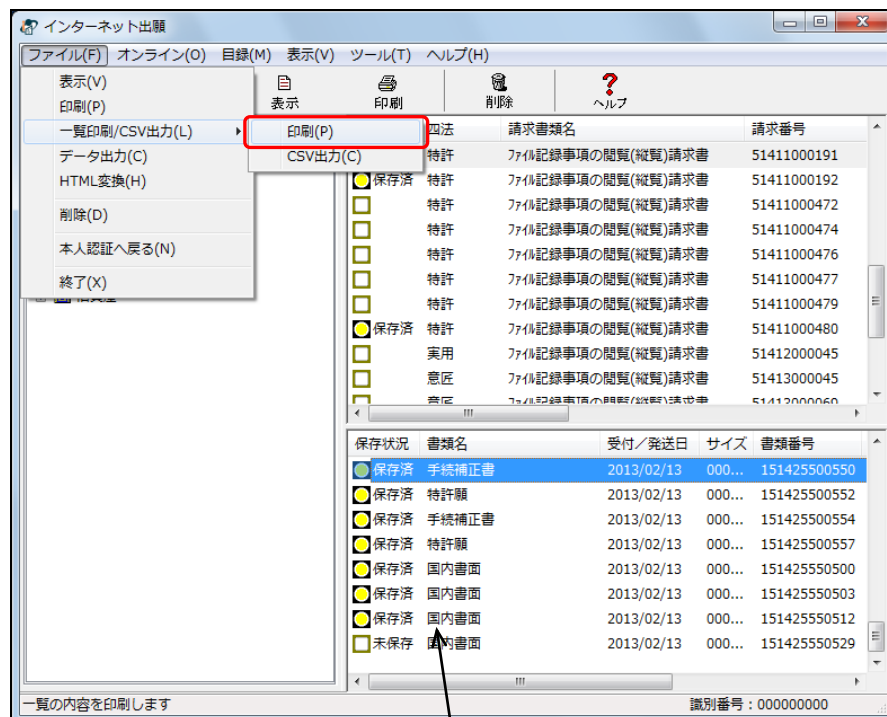 インターネット出願
ファイル(F) オンライン(O) 目録(M) 表示(V) ツール(T) ヘルプ(H)
表示 印刷 削除 ヘルプ
表示(V)
印刷(P)
一覧印刷/CSV出力(L)
データ出力(C)
HTML変換(H)
削除(D)
本人認証へ戻る(N)
終了(X)
印刷(P)
CSV出力(C)
四法 請求書類名 請求番号
特許 ファイル記録事項の閲覧(縦覧)請求書 51411000191
保存済 特許 ファイル記録事項の閲覧(縦覧)請求書 51411000192
特許 ファイル記録事項の閲覧(縦覧)請求書 51411000472
特許 ファイル記録事項の閲覧(縦覧)請求書 51411000474
特許 ファイル記録事項の閲覧(縦覧)請求書 51411000476
特許 ファイル記録事項の閲覧(縦覧)請求書 51411000477
特許 ファイル記録事項の閲覧(縦覧)請求書 51411000479
保存済 特許 ファイル記録事項の閲覧(縦覧)請求書 51411000480
実用 ファイル記録事項の閲覧(縦覧)請求書 51412000045
意匠 ファイル記録事項の閲覧(縦覧)請求書 51413000045
意匠 ファイル記録事項の閲覧(縦覧)請求書 51413000060
保存状況 書類名 受付/発送日 サイズ 書類番号
保存済 手続補正書 2013/02/13 000... 151425500550
保存済 特許願 2013/02/13 000... 151425500552
保存済 手続補正書 2013/02/13 000... 151425500554
保存済 特許願 2013/02/13 000... 151425500557
保存済 国内書面 2013/02/13 000... 151425550500
保存済 国内書面 2013/02/13 000... 151425550503
保存済 国内書面 2013/02/13 000... 151425550512
未保存 国内書面 2013/02/13 000... 151425550529
一覧の内容を印刷します 識別番号:000000000